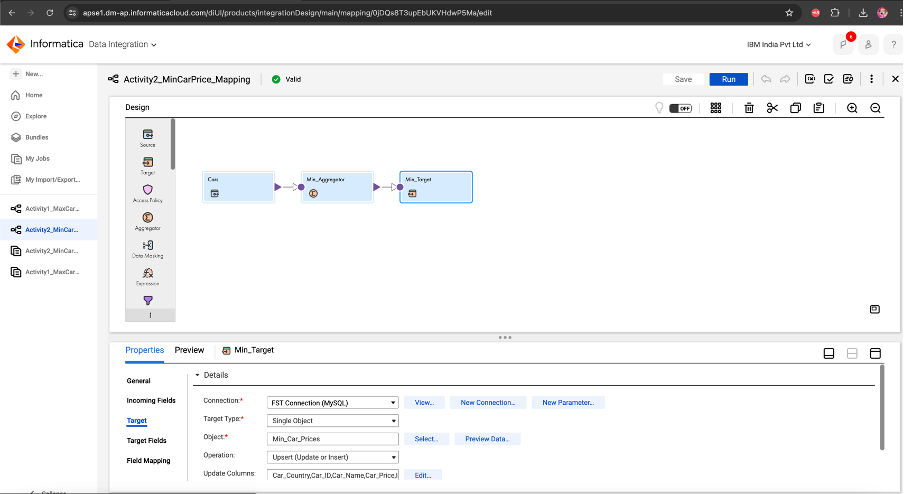 apse1.dm-ap.informaticacloud.com/diUI/products/integrationDesign/main/mapping/0jDQs8T3upEbUKVHdwP5Ma/edit
Informatica Data Integration
IBM India Pvt Ltd
6
?
New...
Home
Explore
Bundles
My Jobs
My Import/Export...
Activity1_MaxCar...
Activity2_MinCar...
Activity2_MinCar...
Activity1_MaxCar...
Activity2_MinCarPrice_Mapping
Valid
Save
Run
Design
OFF
Source
Target
Access Policy
Aggregator
Data Masking
Expression
Cars
Min_Aggregator
Min_Target
Properties
Preview
Min_Target
General
Incoming Fields
Target
Target Fields
Field Mapping
Details
Connection:*
FST Connection (MySQL)
View...
New Connection...
New Parameter...
Target Type:*
Single Object
Object:*
Min_Car_Prices
Select...
Preview Data...
Operation:
Upsert (Update or Insert)
Update Columns:
Car_Country,Car_ID,Car_Name,Car_Price,I
Edit...